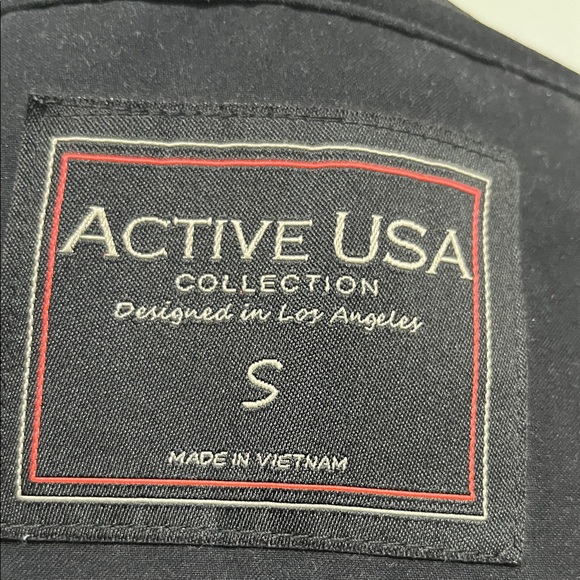 ACTIVE USA
COLLECTION
Designed in Los Angeles
S
MADE IN VIETNAM